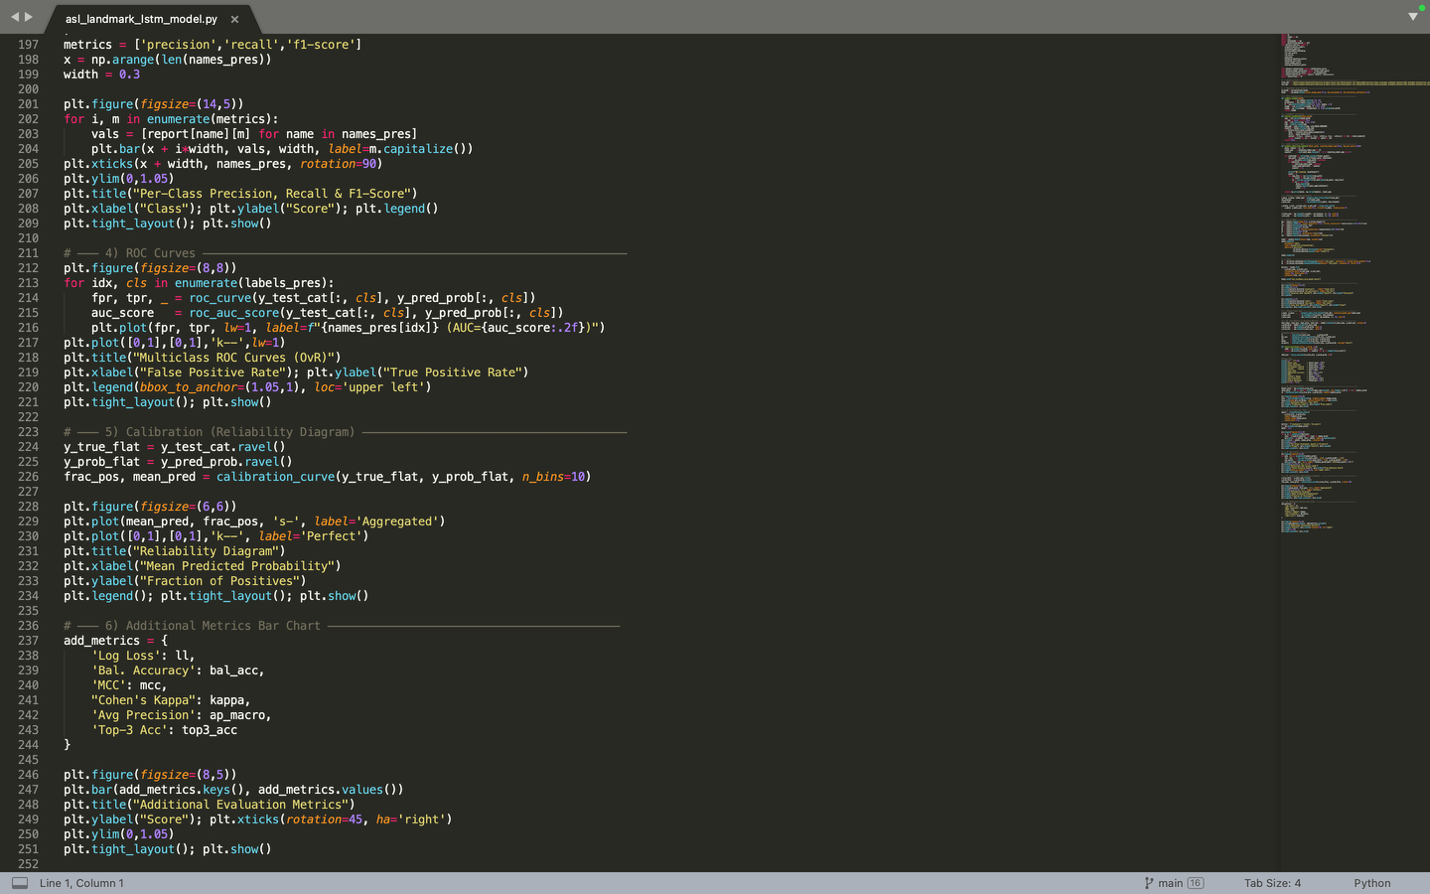 asl_landmark_lstm_model.py ×
197 metrics = ['precision','recall','f1-score']
198 x = np.arange(len(names_pres))
199 width = 0.3
200
201 plt.figure(figsize=(14,5))
202 for i, m in enumerate(metrics):
203     vals = [report[name][m] for name in names_pres]
204     plt.bar(x + i*width, vals, width, label=m.capitalize())
205 plt.xticks(x + width, names_pres, rotation=90)
206 plt.ylim(0,1.05)
207 plt.title("Per-Class Precision, Recall & F1-Score")
208 plt.xlabel("Class"); plt.ylabel("Score"); plt.legend()
209 plt.tight_layout(); plt.show()
210
211 # ─── 4) ROC Curves ─────────────────────────────────────────────────────────────
212 plt.figure(figsize=(8,8))
213 for idx, cls in enumerate(labels_pres):
214     fpr, tpr, _ = roc_curve(y_test_cat[:, cls], y_pred_prob[:, cls])
215     auc_score   = roc_auc_score(y_test_cat[:, cls], y_pred_prob[:, cls])
216     plt.plot(fpr, tpr, lw=1, label=f"{names_pres[idx]} (AUC={auc_score:.2f})")
217 plt.plot([0,1],[0,1],'k--',lw=1)
218 plt.title("Multiclass ROC Curves (OvR)")
219 plt.xlabel("False Positive Rate"); plt.ylabel("True Positive Rate")
220 plt.legend(bbox_to_anchor=(1.05,1), loc='upper left')
221 plt.tight_layout(); plt.show()
222
223 # ─── 5) Calibration (Reliability Diagram) ──────────────────────────────────────
224 y_true_flat = y_test_cat.ravel()
225 y_prob_flat = y_pred_prob.ravel()
226 frac_pos, mean_pred = calibration_curve(y_true_flat, y_prob_flat, n_bins=10)
227
228 plt.figure(figsize=(6,6))
229 plt.plot(mean_pred, frac_pos, 's-', label='Aggregated')
230 plt.plot([0,1],[0,1],'k--', label='Perfect')
231 plt.title("Reliability Diagram")
232 plt.xlabel("Mean Predicted Probability")
233 plt.ylabel("Fraction of Positives")
234 plt.legend(); plt.tight_layout(); plt.show()
235
236 # ─── 6) Additional Metrics Bar Chart ──────────────────────────────────────────
237 add_metrics = {
238     'Log Loss': ll,
239     'Bal. Accuracy': bal_acc,
240     'MCC': mcc,
241     "Cohen's Kappa": kappa,
242     'Avg Precision': ap_macro,
243     'Top-3 Acc': top3_acc
244 }
245
246 plt.figure(figsize=(8,5))
247 plt.bar(add_metrics.keys(), add_metrics.values())
248 plt.title("Additional Evaluation Metrics")
249 plt.ylabel("Score"); plt.xticks(rotation=45, ha='right')
250 plt.ylim(0,1.05)
251 plt.tight_layout(); plt.show()
252
Line 1, Column 1 main 16 Tab Size: 4 Python